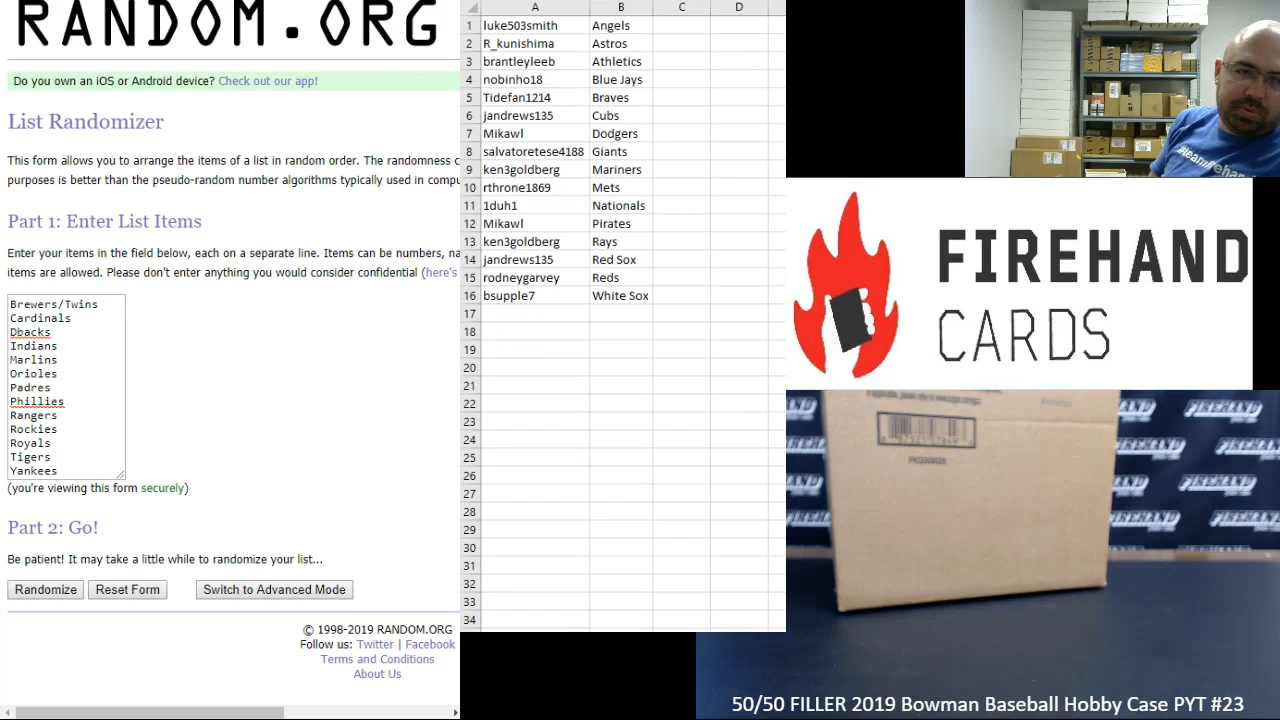 RANDOM.ORG
Do you own an iOS or Android device? Check out our app!
List Randomizer
This form allows you to arrange the items of a list in random order. The randomness c
purposes is better than the pseudo-random number algorithms typically used in compu
Part 1: Enter List Items
Enter your items in the field below, each on a separate line. Items can be numbers, na
items are allowed. Please don't enter anything you would consider confidential (here's
Brewers/Twins
Cardinals
Dbacks
Indians
Marlins
Orioles
Padres
Phillies
Rangers
Rockies
Royals
Tigers
Yankees
(you're viewing this form securely)
Part 2: Go!
Be patient! It may take a little while to randomize your list...
Randomize Reset Form Switch to Advanced Mode
© 1998-2019 RANDOM.ORG
Follow us: Twitter | Facebook
Terms and Conditions
About Us
A B C D
1 luke503smith Angels
2 R_kunishima Astros
3 brantleyleeb Athletics
4 nobinho18 Blue Jays
5 Tidefan1214 Braves
6 jandrews135 Cubs
7 Mikawl Dodgers
8 salvatoretese4188 Giants
9 ken3goldberg Mariners
10 rthrone1869 Mets
11 1duh1 Nationals
12 Mikawl Pirates
13 ken3goldberg Rays
14 jandrews135 Red Sox
15 rodneygarvey Reds
16 bsupple7 White Sox
17
18
19
20
21
22
23
24
25
26
27
28
29
30
31
32
33
34
FIREHAND
CARDS
FIREHAND
FIREHAND
FIREHAND
FIREHAND
50/50 FILLER 2019 Bowman Baseball Hobby Case PYT #23